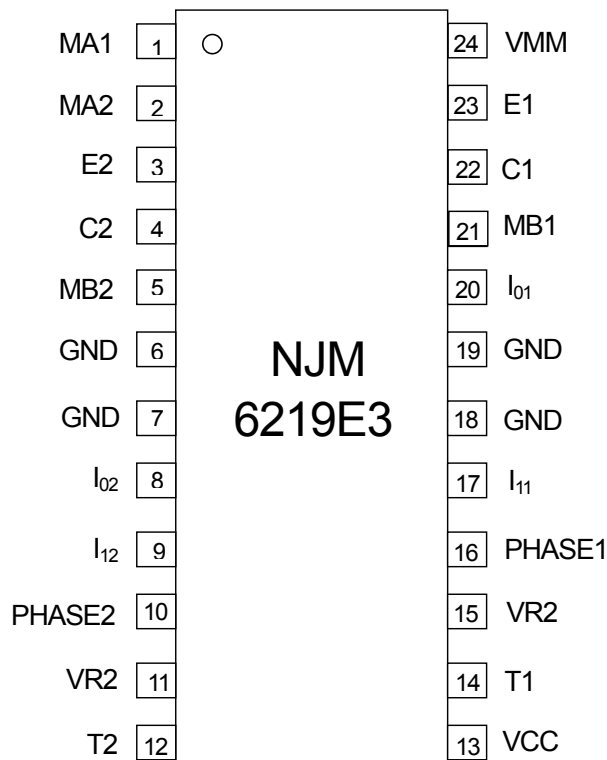 MA1 1 24 VMM
MA2 2 23 E1
E2 3 22 C1
C2 4 21 MB1
MB2 5 20 I₀₁
GND 6 19 GND
NJM
6219E3
GND 7 18 GND
I₀₂ 8 17 I₁₁
I₁₂ 9 16 PHASE1
PHASE2 10 15 VR2
VR2 11 14 T1
T2 12 13 VCC